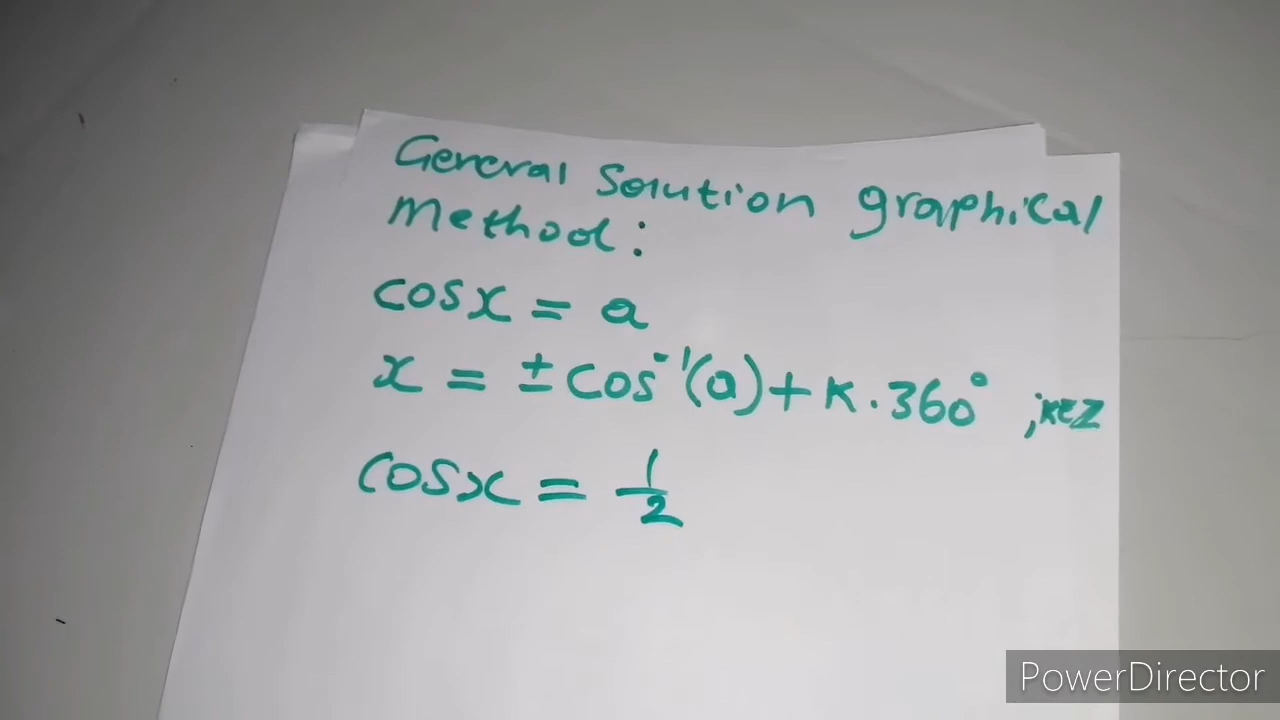 General Solution graphical
Method:
cosx = a
x = ± cos⁻¹(a) + k.360° ; k∈Z
cosx = 1/2
PowerDirector